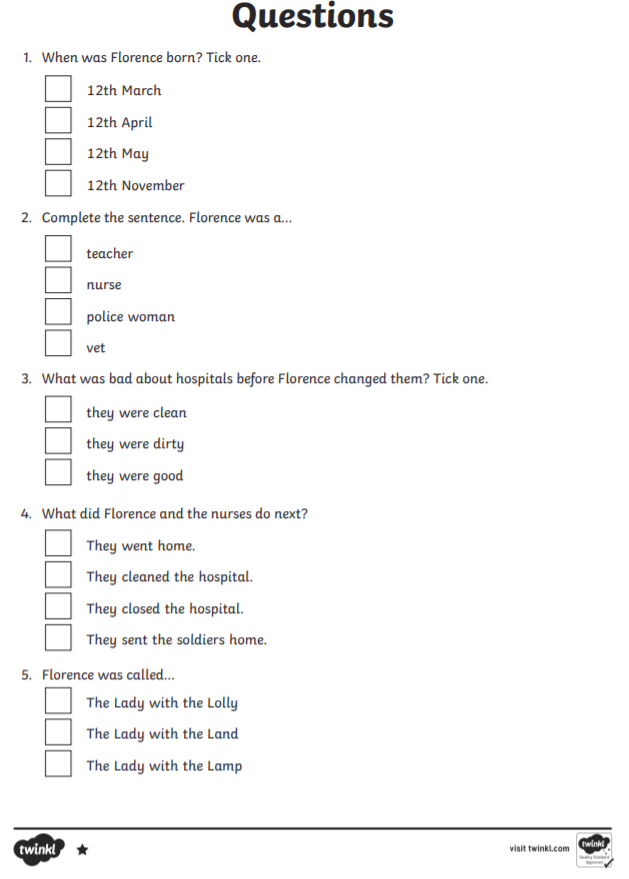 Questions
1. When was Florence born? Tick one.
12th March
12th April
12th May
12th November
2. Complete the sentence. Florence was a...
teacher
nurse
police woman
vet
3. What was bad about hospitals before Florence changed them? Tick one.
they were clean
they were dirty
they were good
4. What did Florence and the nurses do next?
They went home.
They cleaned the hospital.
They closed the hospital.
They sent the soldiers home.
5. Florence was called...
The Lady with the Lolly
The Lady with the Land
The Lady with the Lamp
twinkl
visit twinkl.com
twinkl
Quality Standard
Approved